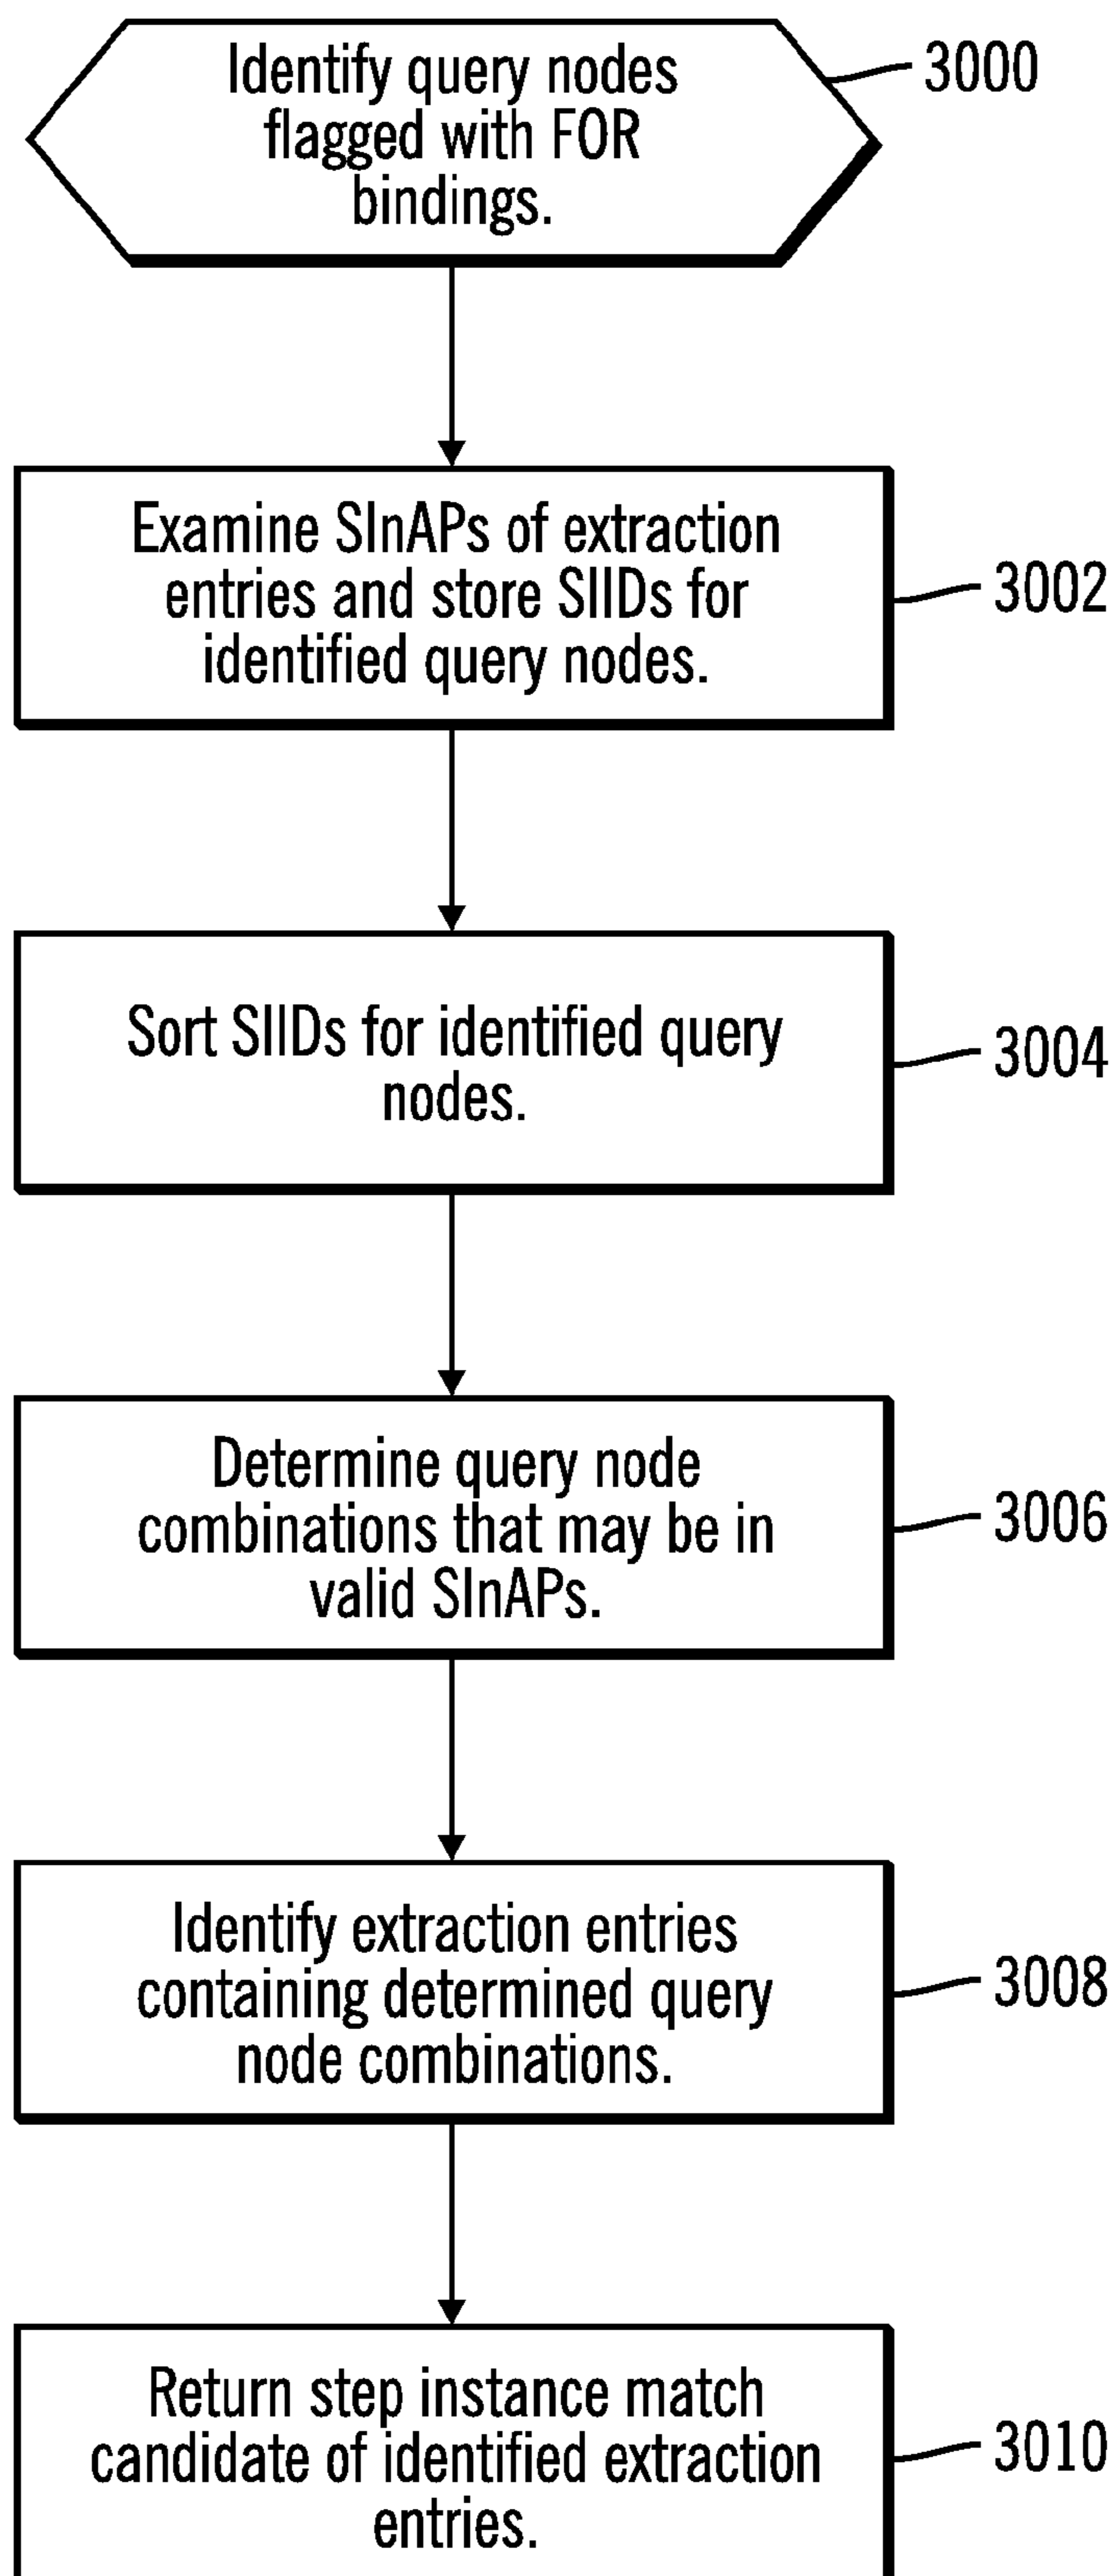 Identify query nodes
flagged with FOR
bindings.
3000
Examine SInAPs of extraction
entries and store SIIDs for
identified query nodes.
3002
Sort SIIDs for identified query
nodes.
3004
Determine query node
combinations that may be in
valid SInAPs.
3006
Identify extraction entries
containing determined query
node combinations.
3008
Return step instance match
candidate of identified extraction
entries.
3010